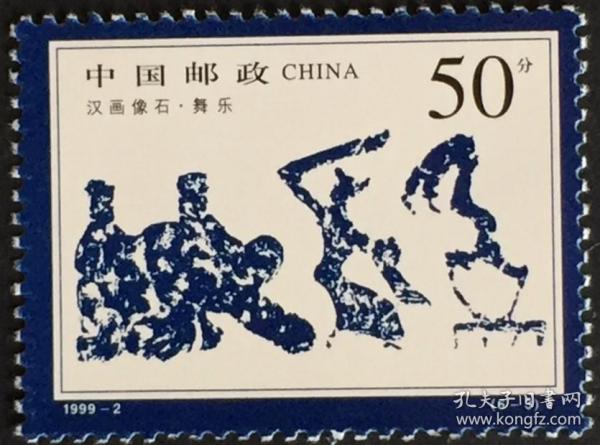 中国邮政 CHINA
50分
汉画像石·舞乐
1999-2
孔夫子旧书网
www.kongfz.com